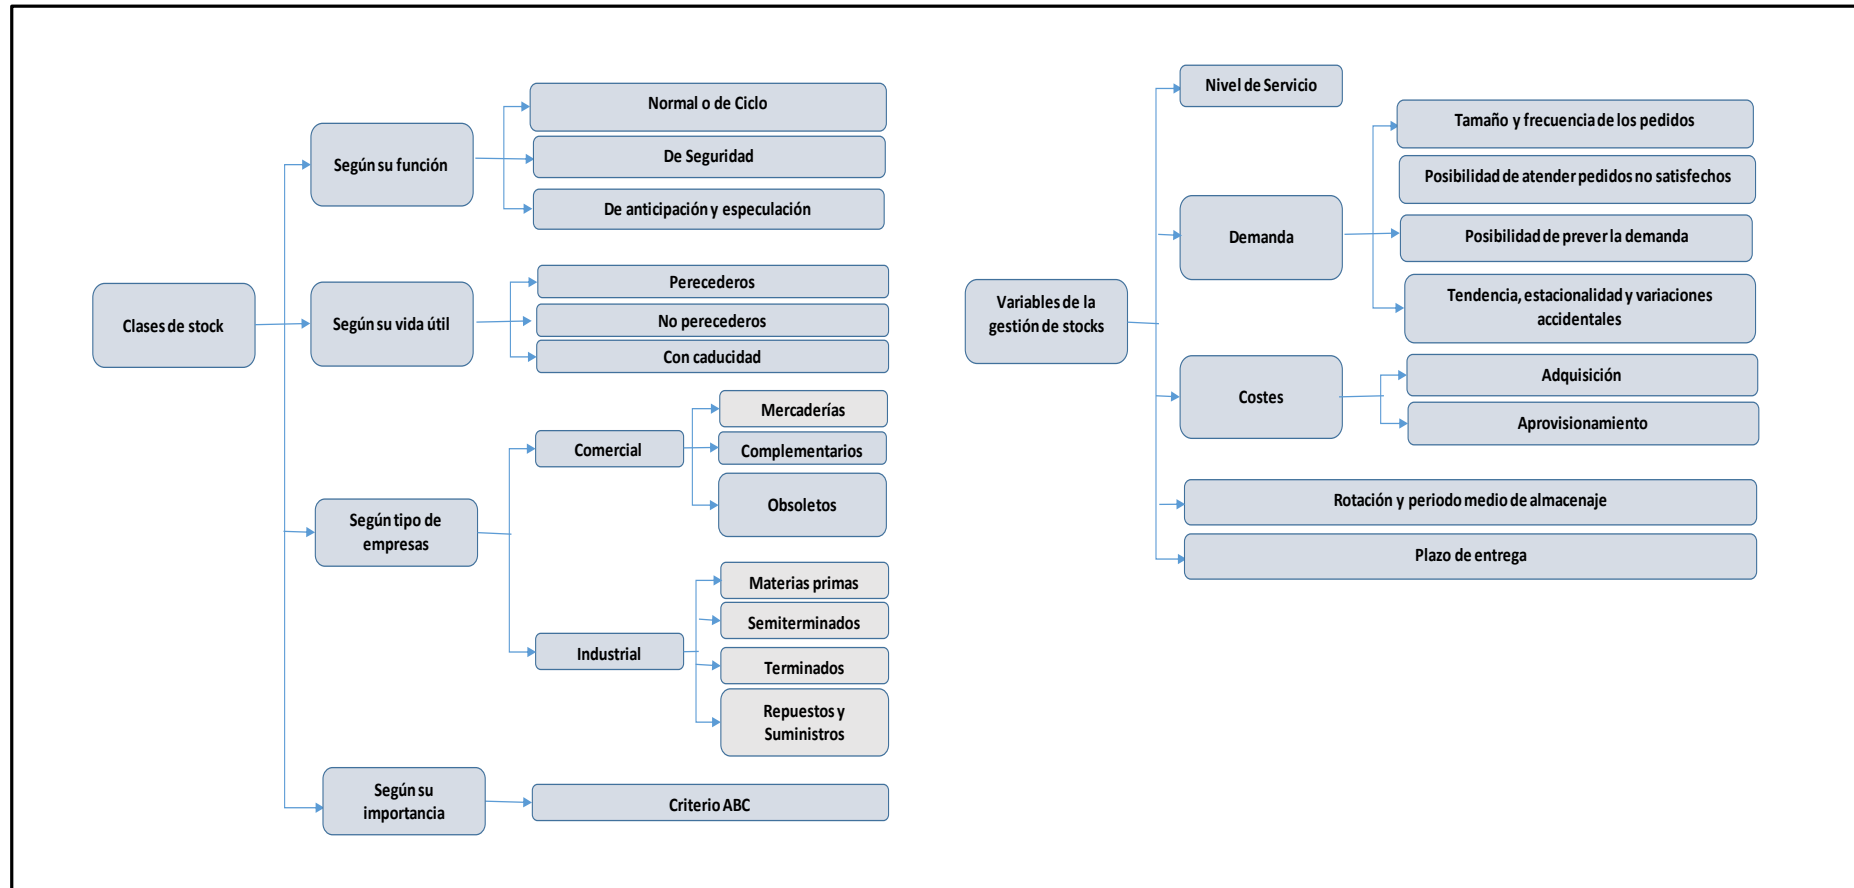 Clases de stock
Según su función
Normal o de Ciclo
De Seguridad
De anticipación y especulación
Según su vida útil
Perecederos
No perecederos
Con caducidad
Según tipo de
empresas
Comercial
Mercaderías
Complementarios
Obsoletos
Industrial
Materias primas
Semiterminados
Terminados
Repuestos y
Suministros
Según su
importancia
Criterio ABC
Variables de la
gestión de stocks
Nivel de Servicio
Demanda
Tamaño y frecuencia de los pedidos
Posibilidad de atender pedidos no satisfechos
Posibilidad de prever la demanda
Tendencia, estacionalidad y variaciones
accidentales
Costes
Adquisición
Aprovisionamiento
Rotación y periodo medio de almacenaje
Plazo de entrega